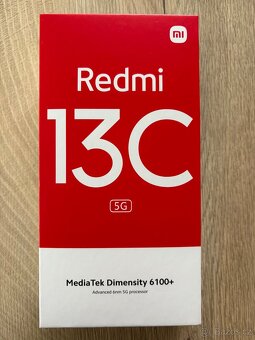 mi
Redmi
13C
5G
MediaTek Dimensity 6100+
Advanced 6nm 5G processor